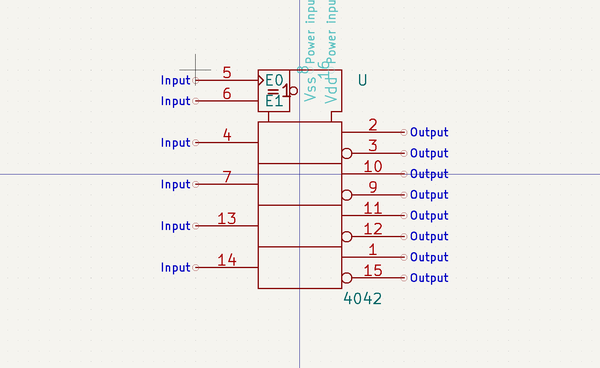 Power input
Power input
Vss
8
Vdd
16
Input
5
E0
U
=1
Input
6
E1
Input
4
2
Output
3
Output
Input
7
10
Output
9
Output
Input
13
11
Output
12
Output
Input
14
1
Output
15
Output
4042